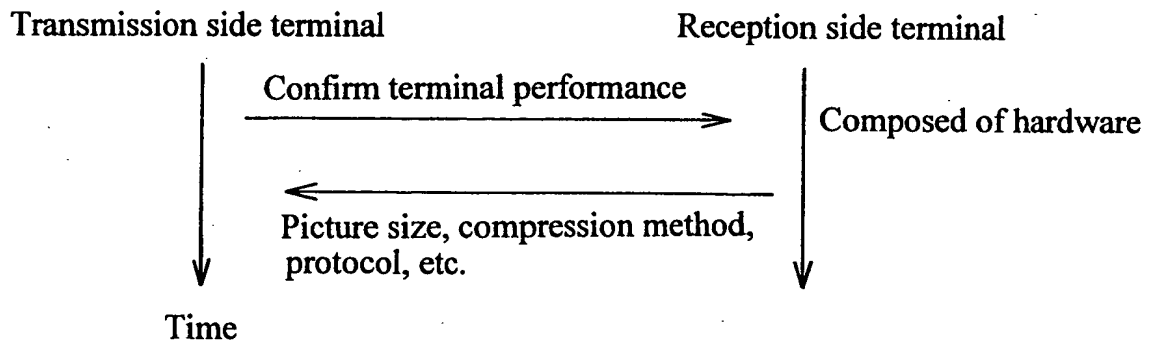 Transmission side terminal
Reception side terminal
Confirm terminal performance
Composed of hardware
Picture size, compression method,
protocol, etc.
Time